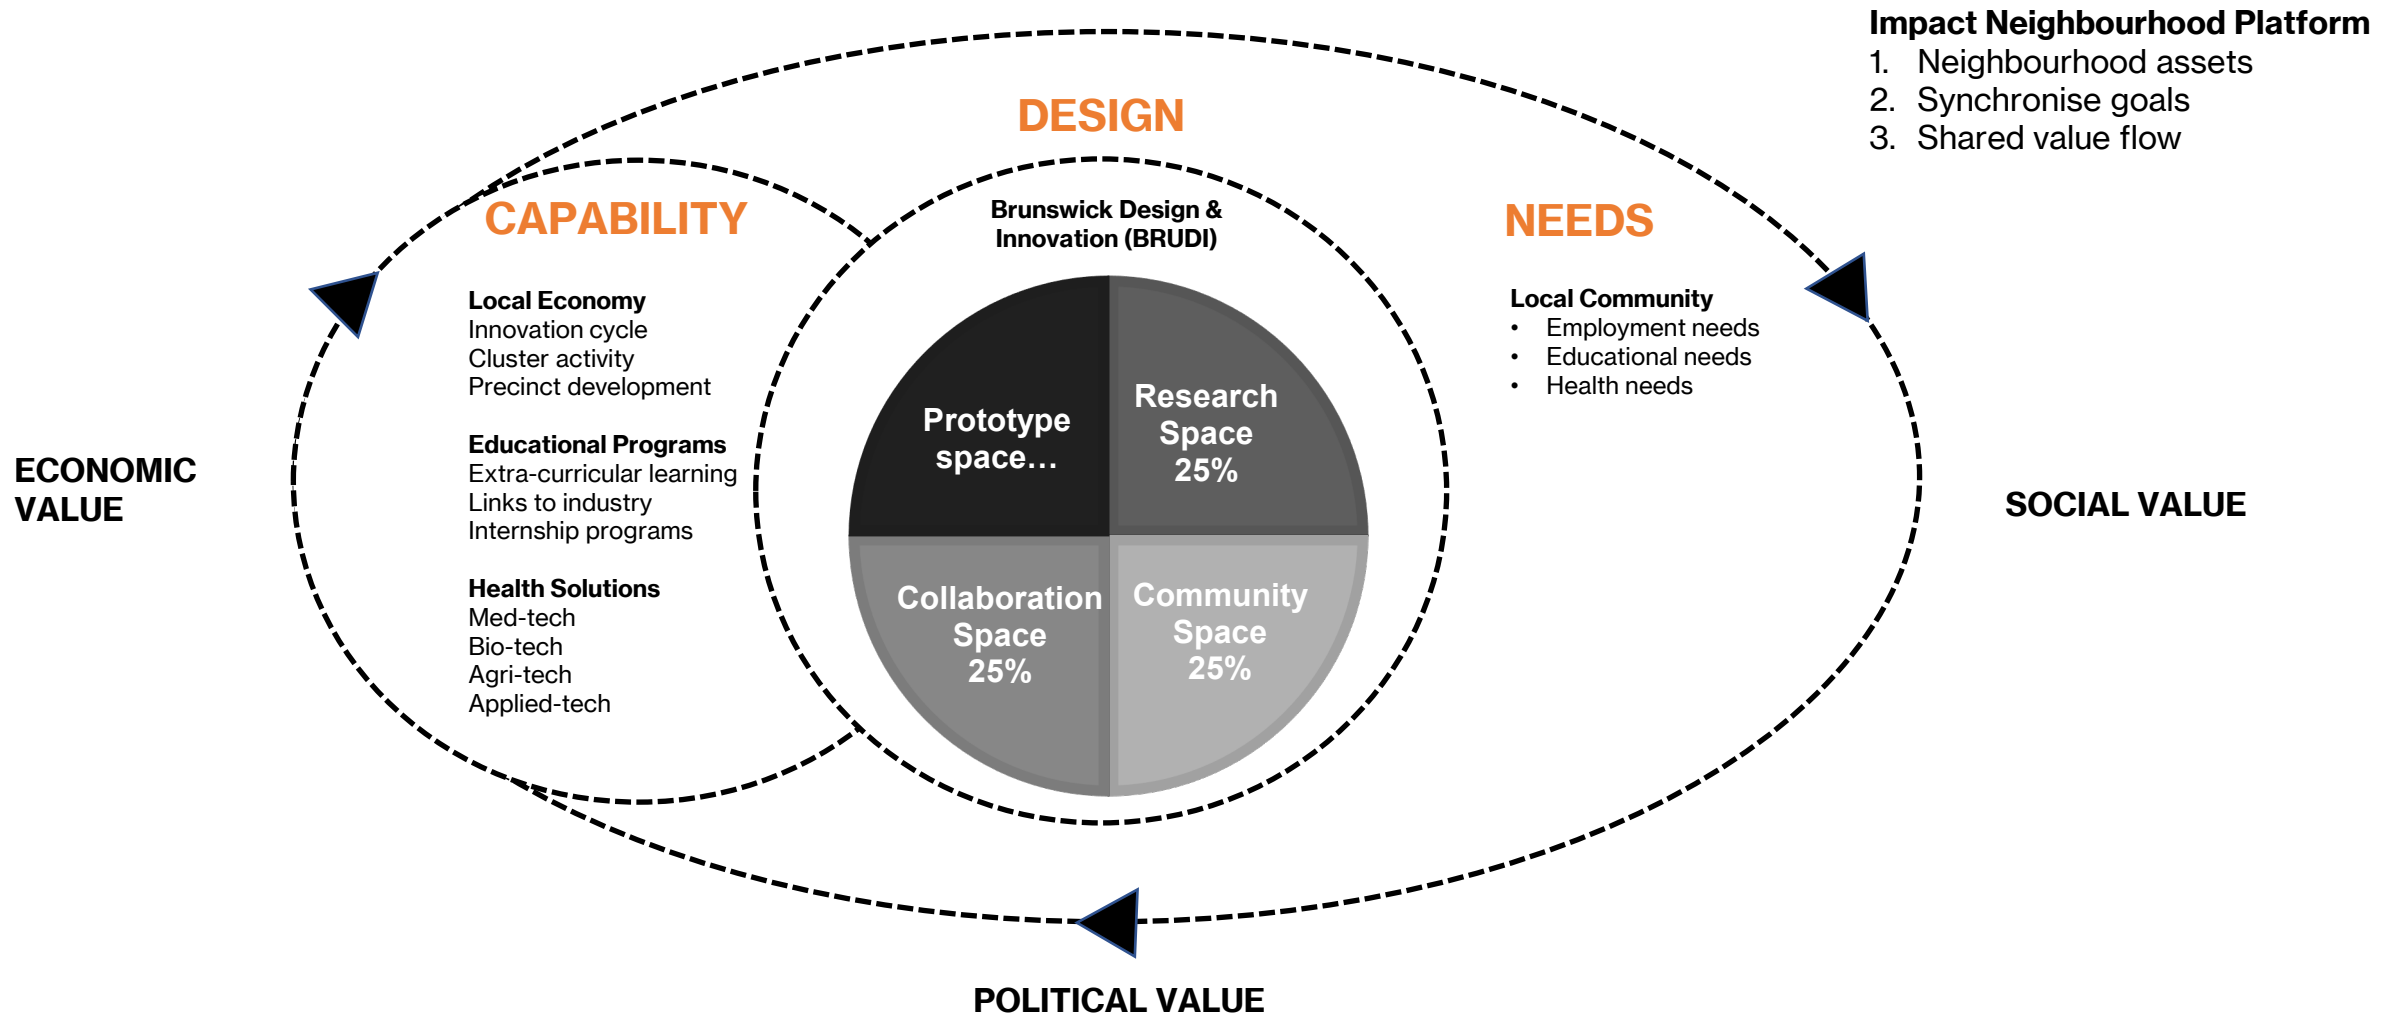 Impact Neighbourhood Platform
1. Neighbourhood assets
2. Synchronise goals
3. Shared value flow
DESIGN
CAPABILITY
NEEDS
Brunswick Design &
Innovation (BRUDI)
Local Economy
Innovation cycle
Cluster activity
Precinct development
Educational Programs
Extra-curricular learning
Links to industry
Internship programs
Health Solutions
Med-tech
Bio-tech
Agri-tech
Applied-tech
Prototype
space...
Research
Space
25%
Collaboration
Space
25%
Community
Space
25%
Local Community
• Employment needs
• Educational needs
• Health needs
ECONOMIC
VALUE
SOCIAL VALUE
POLITICAL VALUE